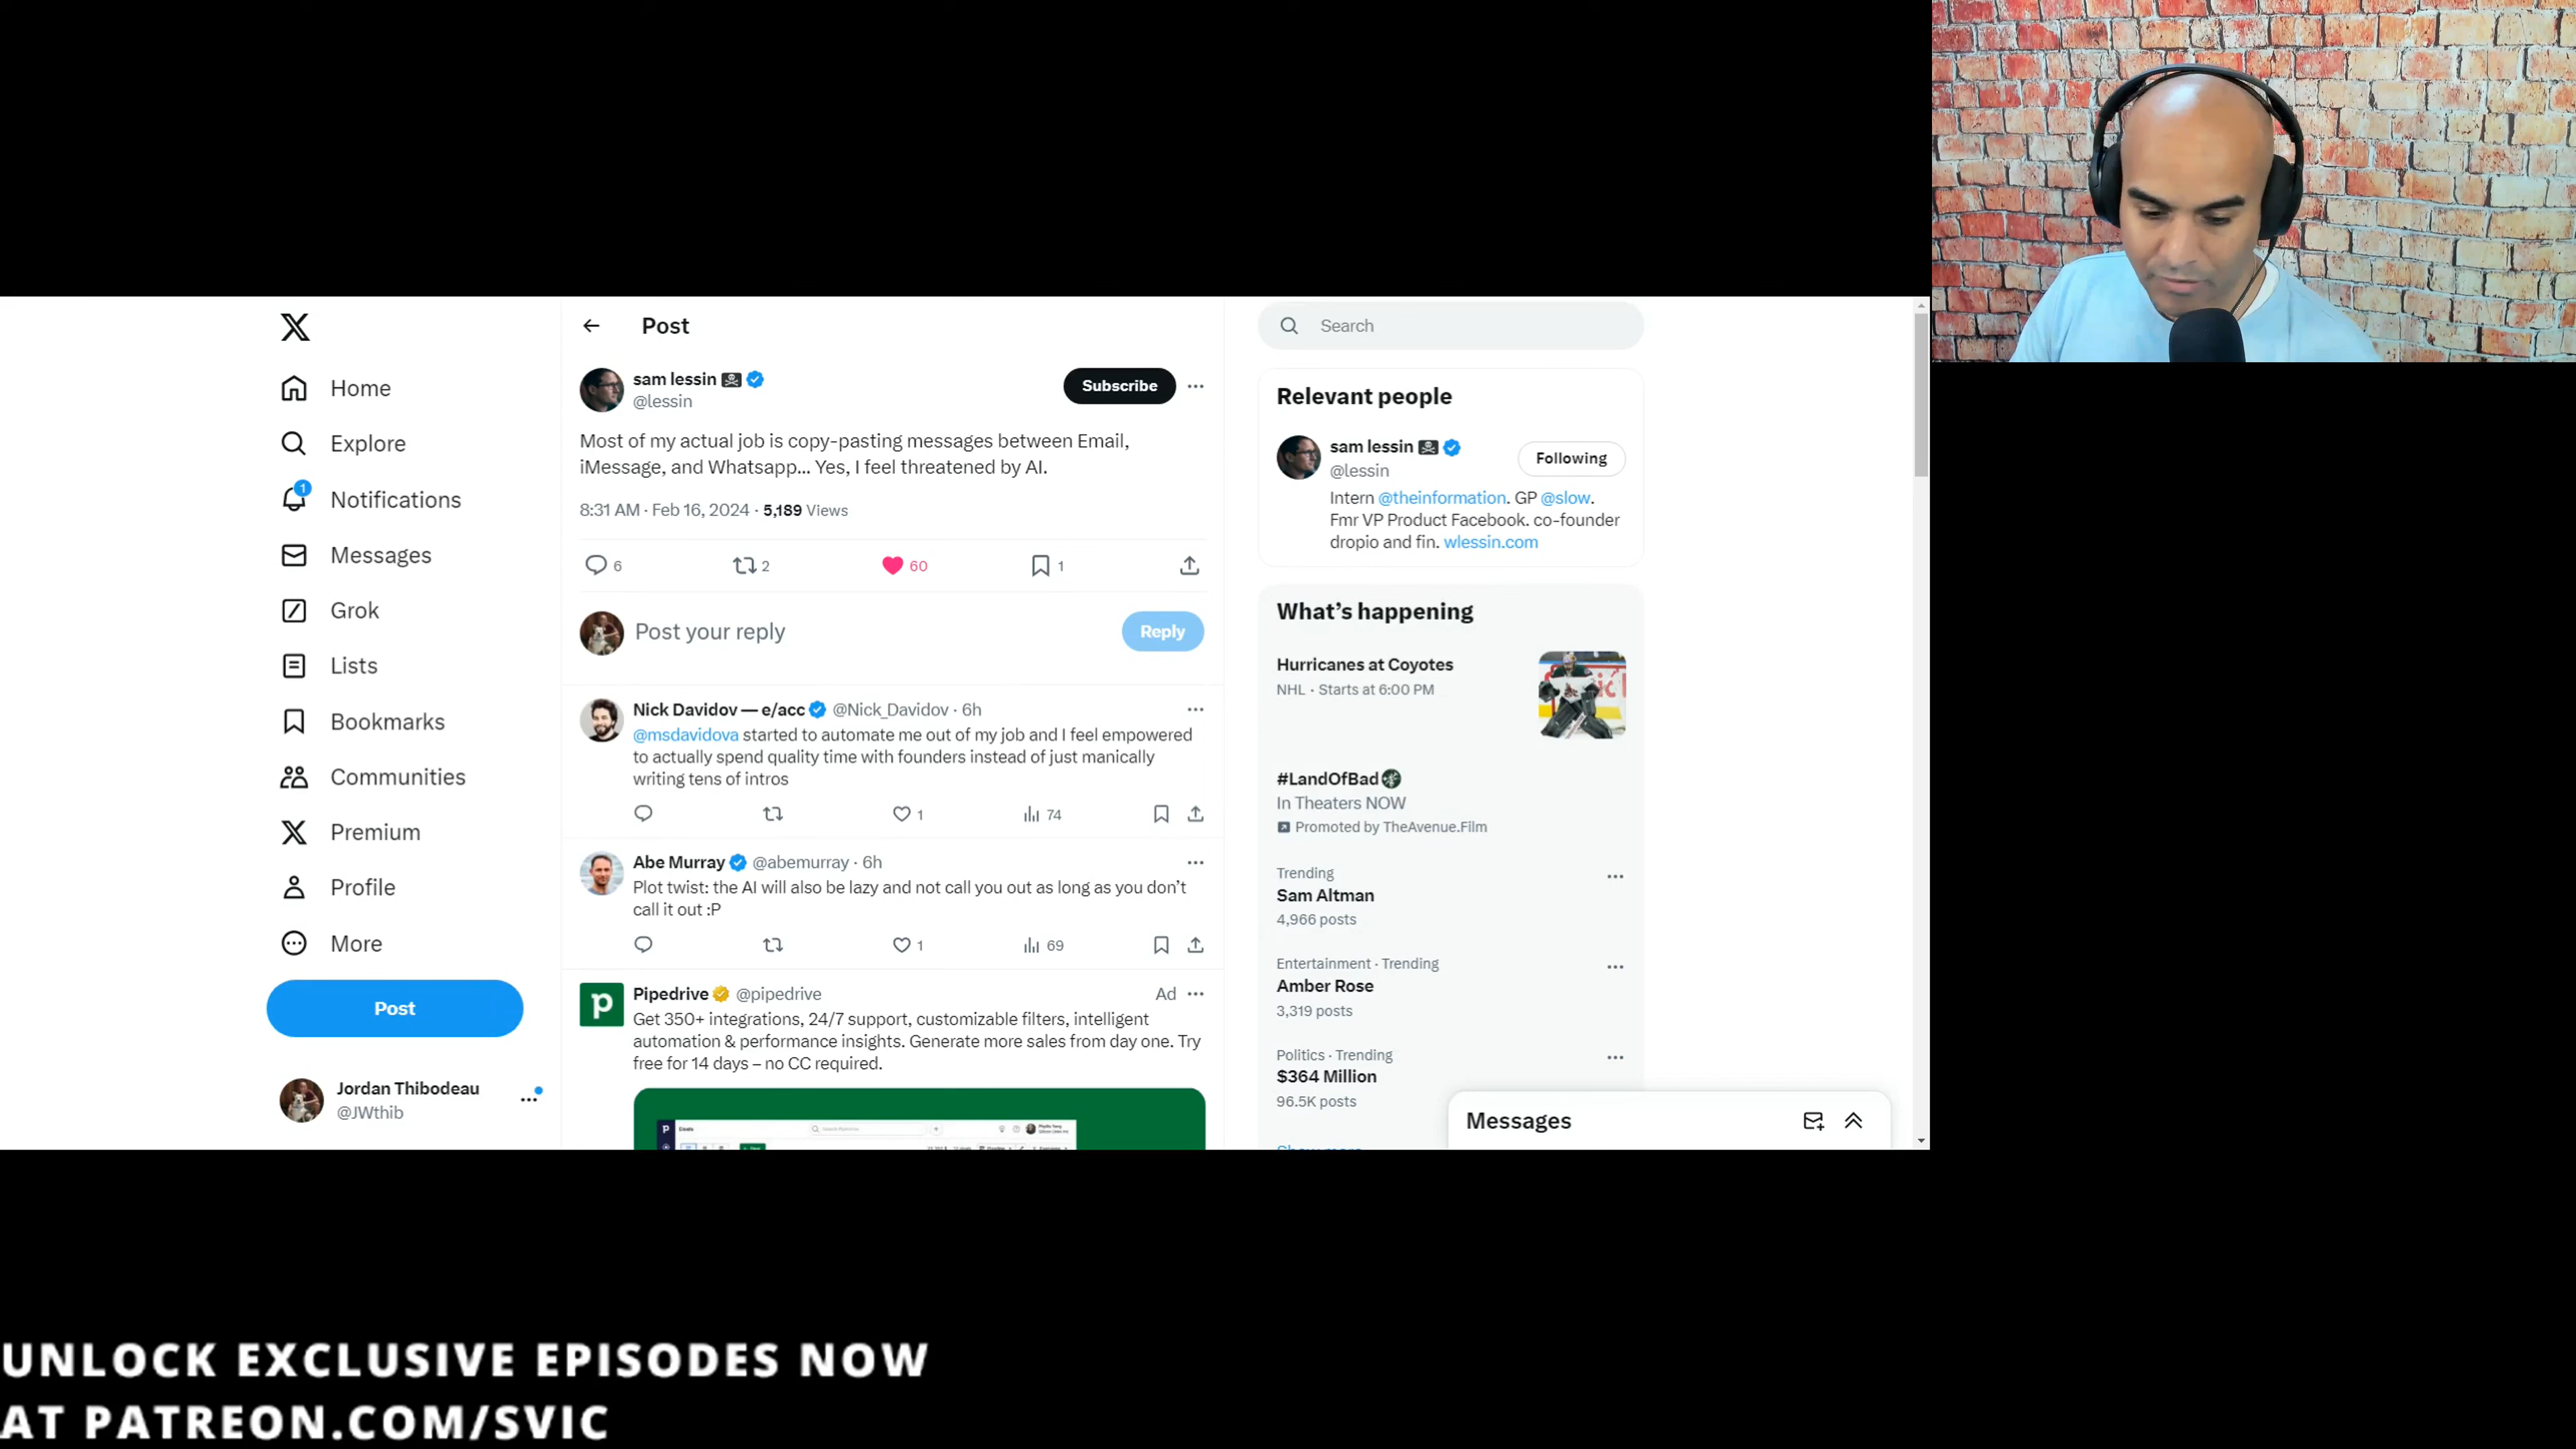 Home
Explore
1
Notifications
Messages
Grok
Lists
Bookmarks
Communities
Premium
Profile
More
Post
Jordan Thibodeau
@JWthib
Post
sam lessin
@lessin
Subscribe
Most of my actual job is copy-pasting messages between Email,
iMessage, and Whatsapp... Yes, I feel threatened by AI.
8:31 AM · Feb 16, 2024 · 5,189 Views
6 2 60 1
Post your reply
Reply
Nick Davidov — e/acc @Nick_Davidov · 6h
@msdavidova started to automate me out of my job and I feel empowered
to actually spend quality time with founders instead of just manically
writing tens of intros
1 74
Abe Murray @abemurray · 6h
Plot twist: the AI will also be lazy and not call you out as long as you don't
call it out :P
1 69
Pipedrive @pipedrive Ad
Get 350+ integrations, 24/7 support, customizable filters, intelligent
automation & performance insights. Generate more sales from day one. Try
free for 14 days – no CC required.
Search
Relevant people
sam lessin
@lessin
Following
Intern @theinformation. GP @slow.
Fmr VP Product Facebook. co-founder
dropio and fin. wlessin.com
What's happening
Hurricanes at Coyotes
NHL · Starts at 6:00 PM
#LandOfBad
In Theaters NOW
Promoted by TheAvenue.Film
Trending
Sam Altman
4,966 posts
Entertainment · Trending
Amber Rose
3,319 posts
Politics · Trending
$364 Million
96.5K posts
Messages
UNLOCK EXCLUSIVE EPISODES NOW
AT PATREON.COM/SVIC